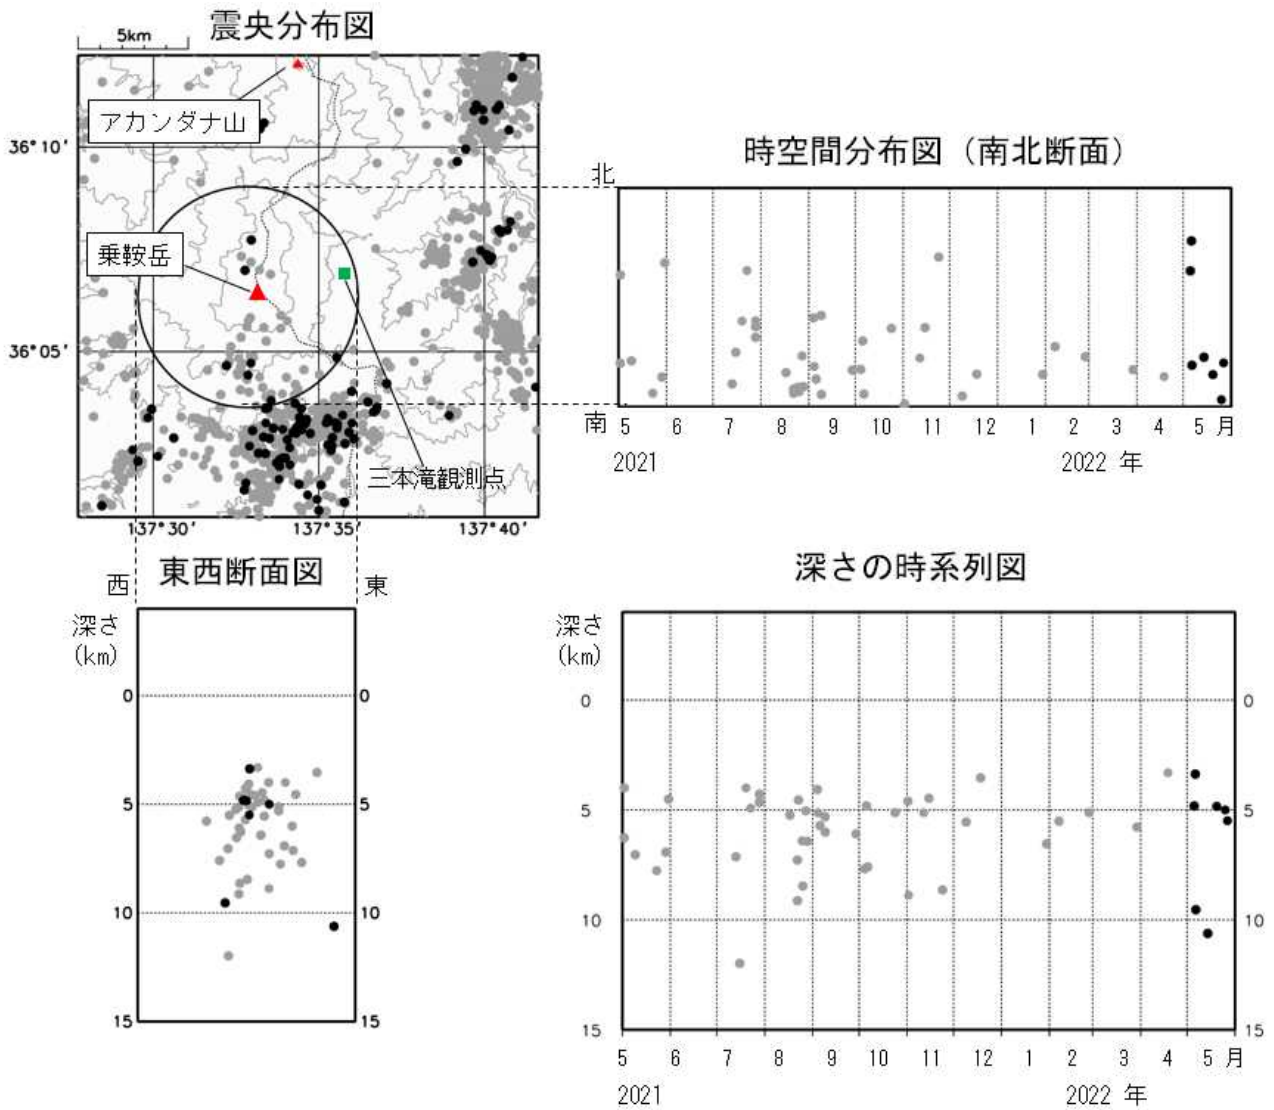 震央分布図
5km
アカンダナ山
36°10'
乗鞍岳
36°05'
三本滝観測点
137°30'
137°35'
137°40'
時空間分布図（南北断面）
北
南
5 6 7 8 9 10 11 12 1 2 3 4 5 月
2021
2022 年
東西断面図
西
東
深さ
(km)
0
0
5
5
10
10
15
15
深さの時系列図
深さ
(km)
0
0
5
5
10
10
15
15
5 6 7 8 9 10 11 12 1 2 3 4 5 月
2021
2022 年